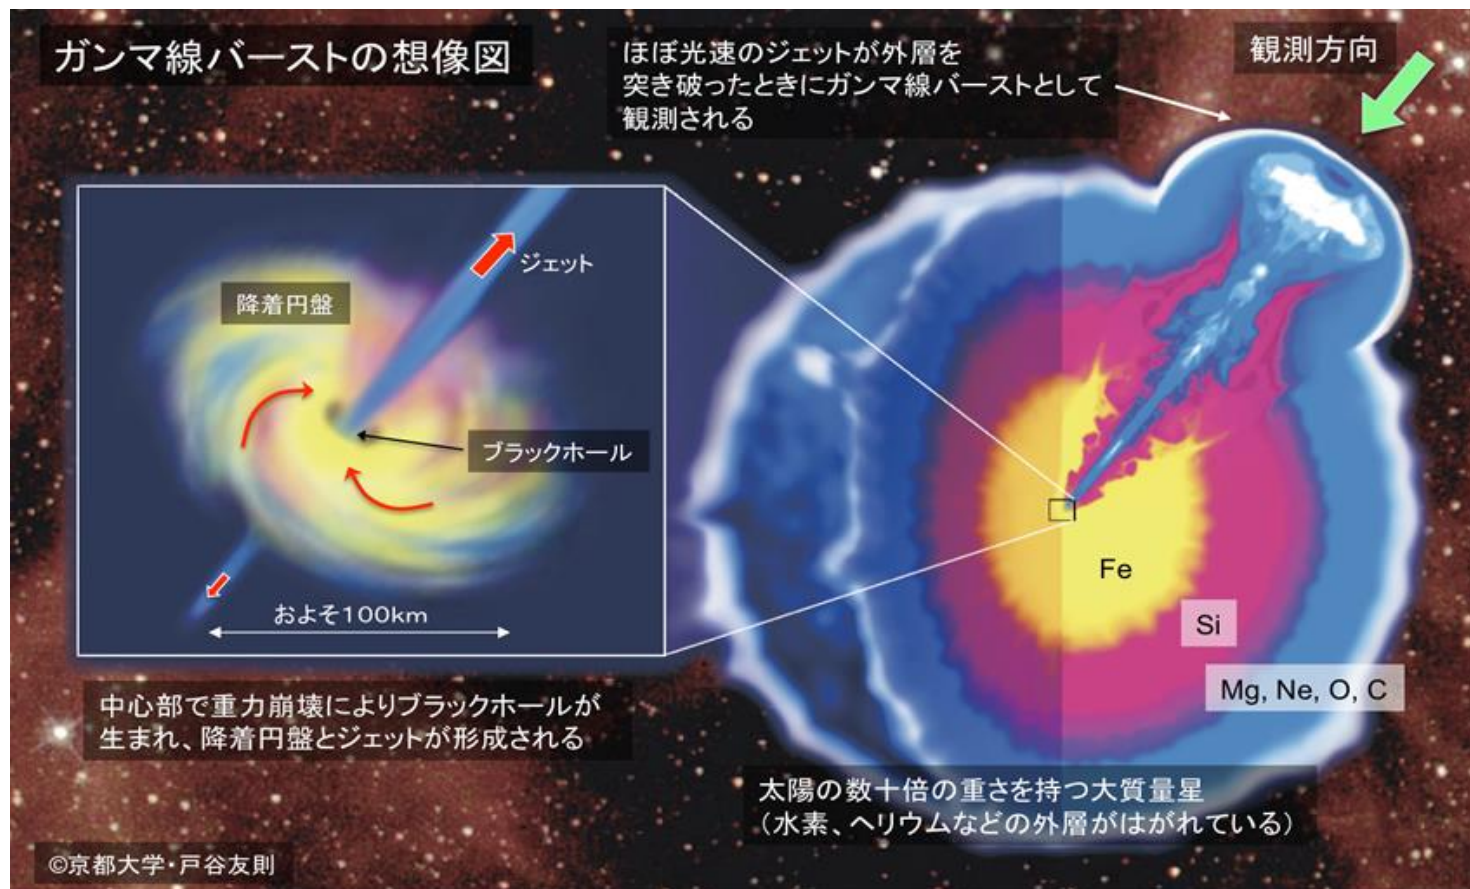 ガンマ線バーストの想像図
ほぼ光速のジェットが外層を
突き破ったときにガンマ線バーストとして
観測される
観測方向
ジェット
降着円盤
ブラックホール
およそ100km
Fe
Si
Mg, Ne, O, C
中心部で重力崩壊によりブラックホールが
生まれ、降着円盤とジェットが形成される
太陽の数十倍の重さを持つ大質量星
（水素、ヘリウムなどの外層がはがれている）
©京都大学・戸谷友則